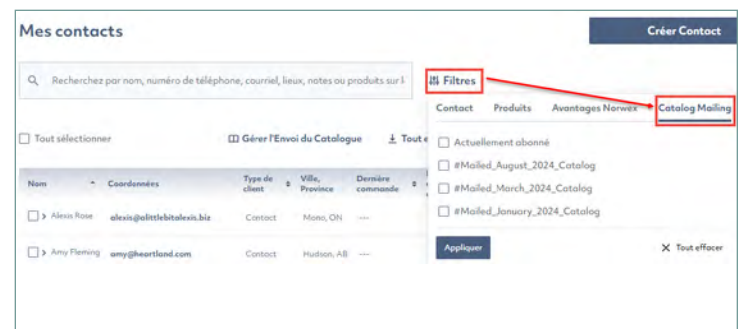 Mes contacts
Créer Contact
Recherchez par nom, numéro de téléphone, courriel, lieux, notes ou produits sur
Filtres
Contact Produits Avantages Norwex Catalog Mailing
Tout sélectionner Gérer l'Envoi du Catalogue Tout
Actuellement abonné
#Mailed_August_2024_Catalog
#Mailed_March_2024_Catalog
#Mailed_January_2024_Catalog
Nom Coordonnées Type de client Ville, Province Dernière commande
Alexis Rose alexis@alittlebitalexis.biz Contact Mono, ON ---
Amy Fleming amy@heartland.com Contact Hudson, AB ---
Appliquer Tout effacer